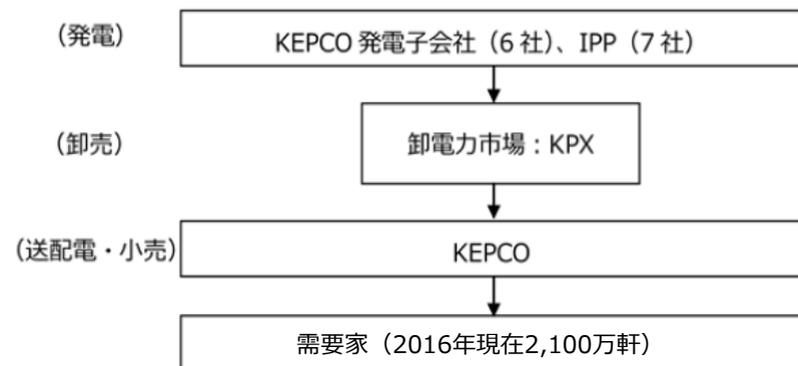 （発電）
KEPCO 発電子会社（6 社）、IPP（7 社）
（卸売）
卸電力市場：KPX
（送配電・小売）
KEPCO
需要家（2016年現在2,100万軒）